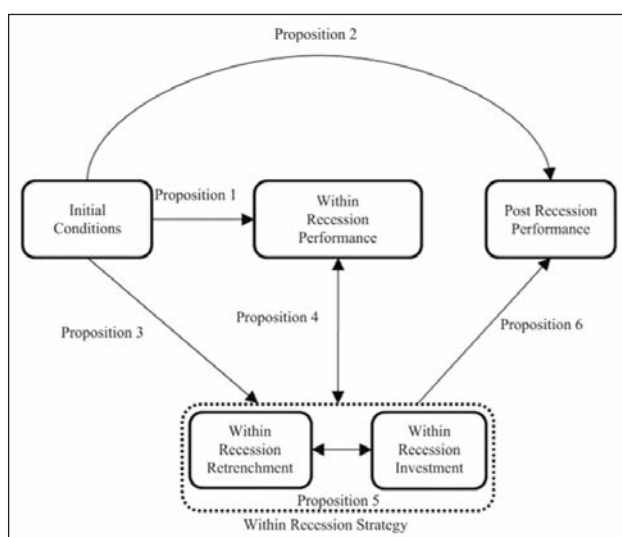 Proposition 2
Initial
Conditions
Proposition 1
Within
Recession
Performance
Post Recession
Performance
Proposition 3
Proposition 4
Proposition 6
Within
Recession
Retrenchment
Within
Recession
Investment
Proposition 5
Within Recession Strategy